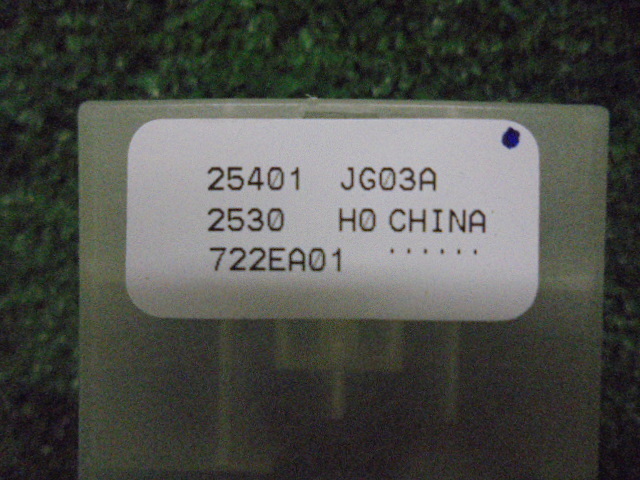 25401 JG03A
2530 H0 CHINA
722EA01 ......